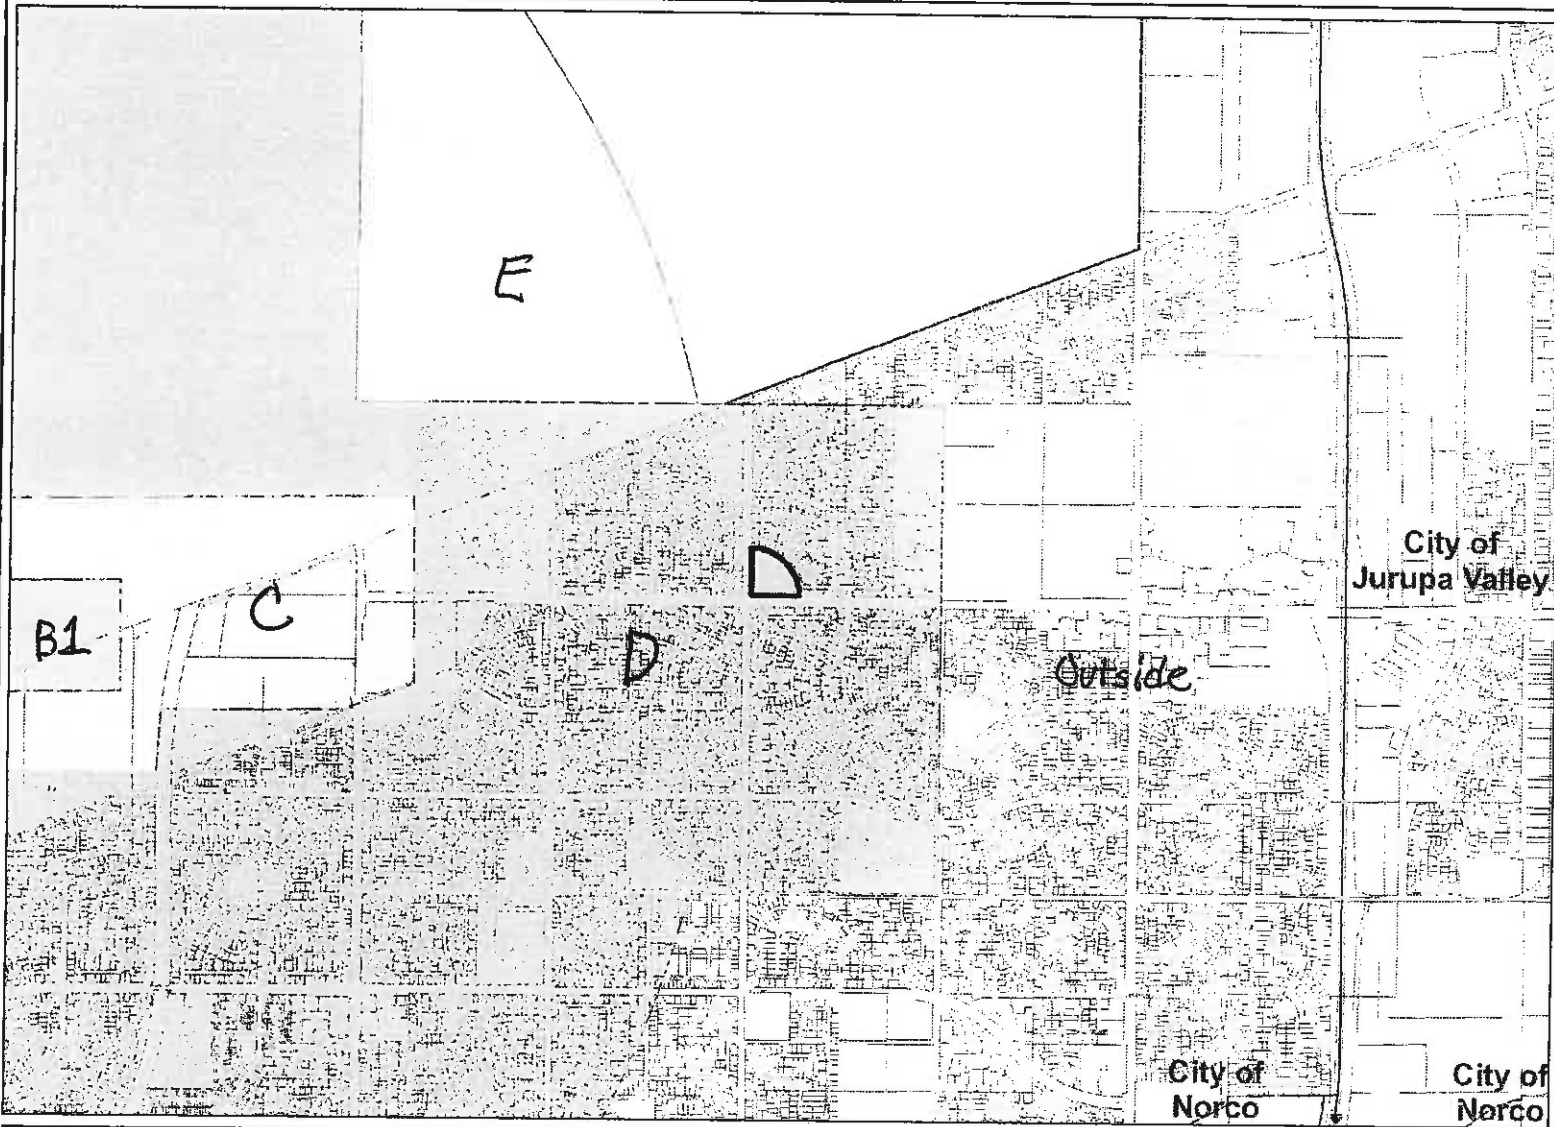 E
City of
Jurupa Valley
C
B1
D
Outside
City of
Norco
City of
Norco